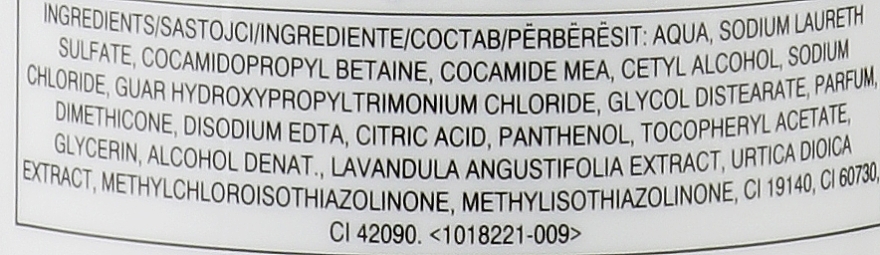 INGREDIENTS/SASTOJCI/INGREDIENTE/COCTAB/PËRBËRËSIT: AQUA, SODIUM LAURETH
SULFATE, COCAMIDOPROPYL BETAINE, COCAMIDE MEA, CETYL ALCOHOL, SODIUM
CHLORIDE, GUAR HYDROXYPROPYLTRIMONIUM CHLORIDE, GLYCOL DISTEARATE, PARFUM,
DIMETHICONE, DISODIUM EDTA, CITRIC ACID, PANTHENOL, TOCOPHERYL ACETATE,
GLYCERIN, ALCOHOL DENAT., LAVANDULA ANGUSTIFOLIA EXTRACT, URTICA DIOICA
EXTRACT, METHYLCHLOROISOTHIAZOLINONE, METHYLISOTHIAZOLINONE, CI 19140, CI 60730,
CI 42090. <1018221-009>